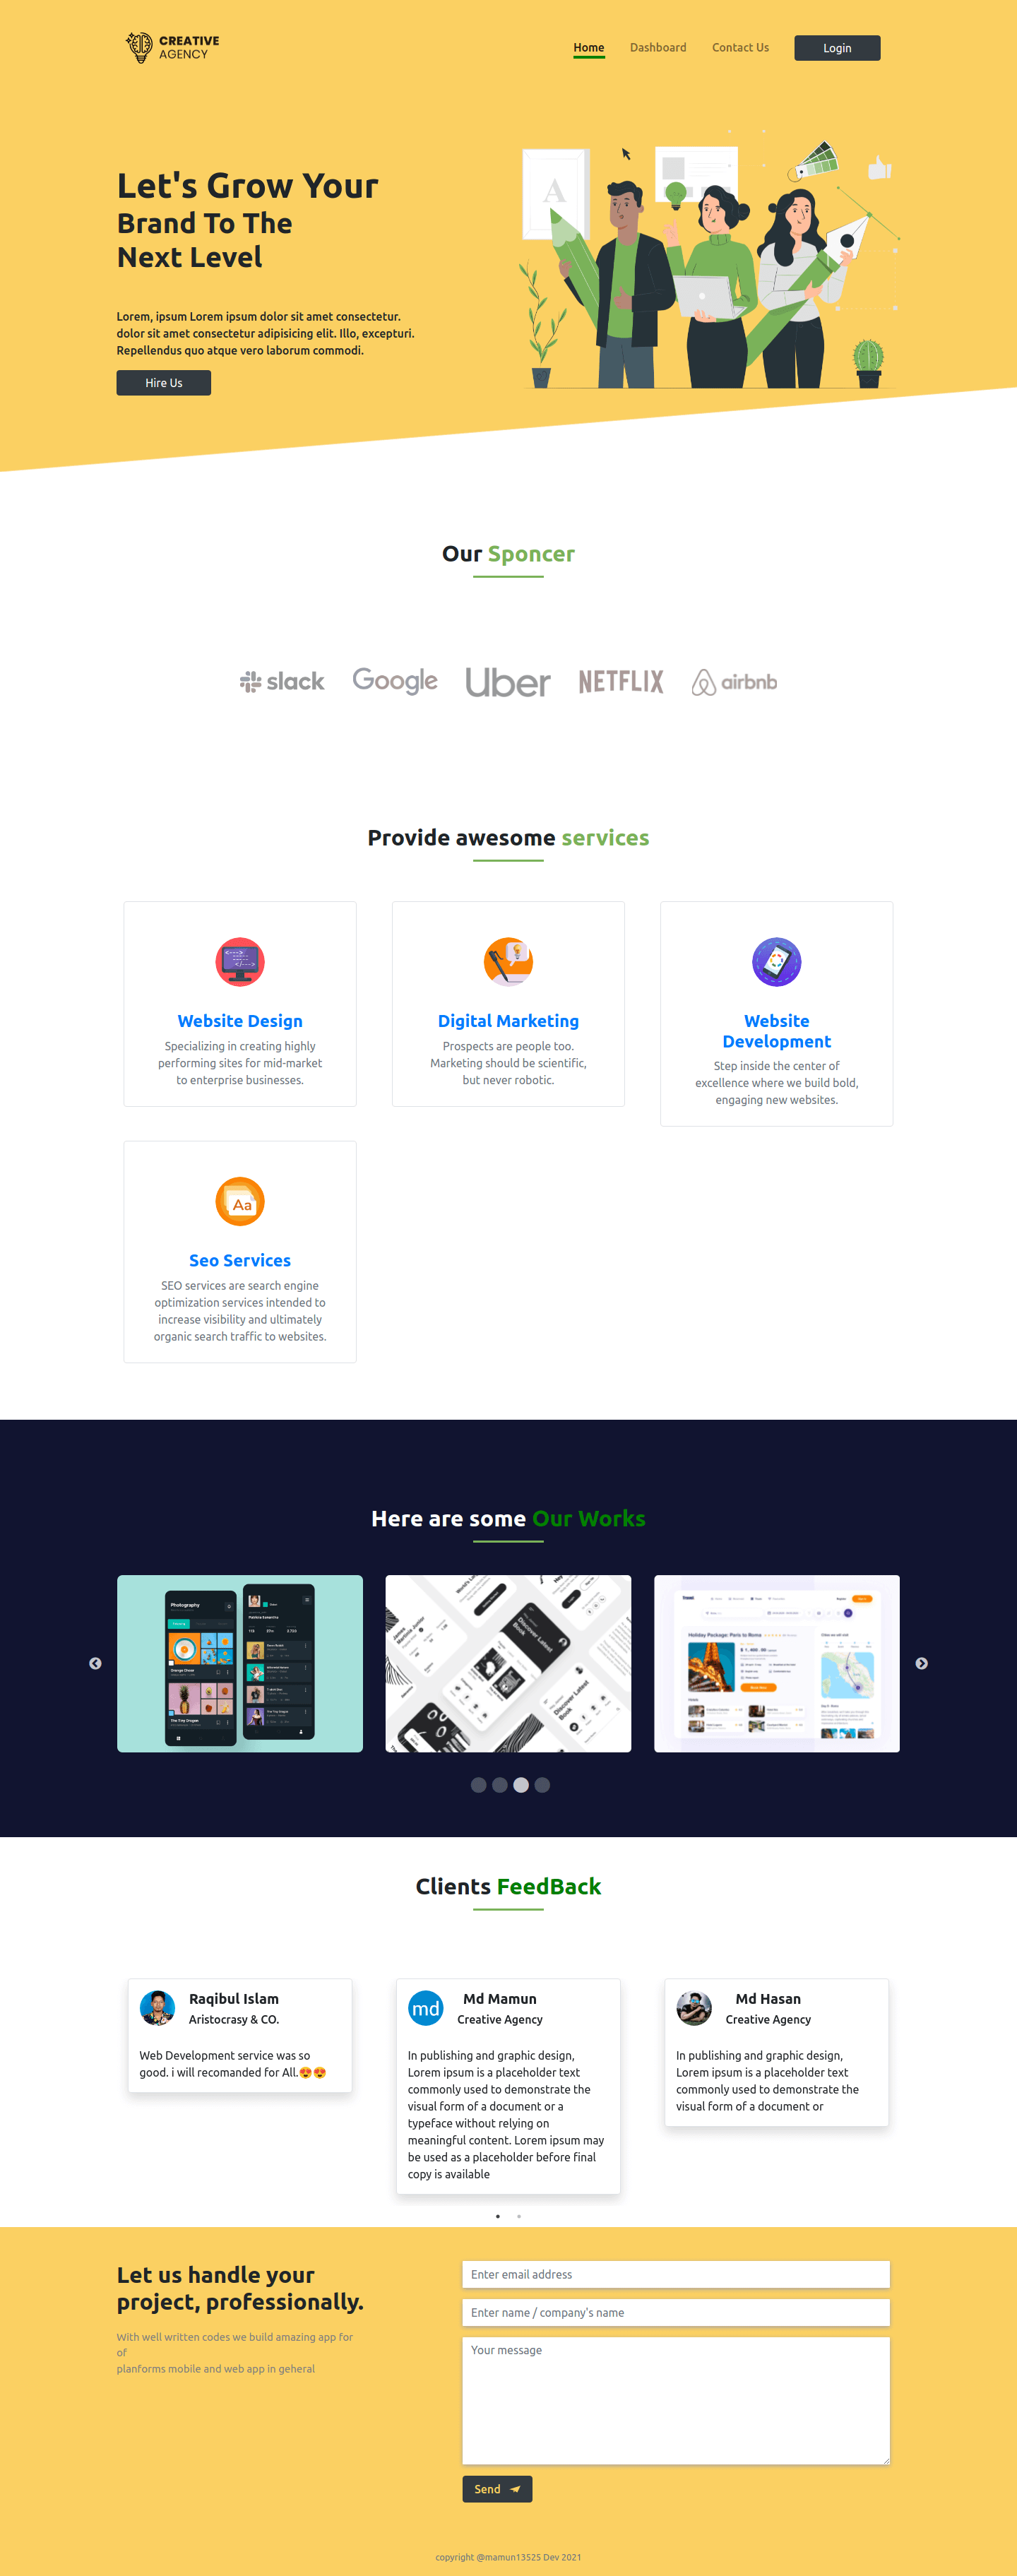 CREATIVE
AGENCY
Home
Dashboard
Contact Us
Login
A
Let's Grow Your
Brand To The
Next Level
Lorem, ipsum Lorem ipsum dolor sit amet consectetur.
dolor sit amet consectetur adipisicing elit. Illo, excepturi.
Repellendus quo atque vero laborum commodi.
Hire Us
Our Sponcer
slack
Google
Uber
NETFLIX
airbnb
Provide awesome services
Website Design
Specializing in creating highly
performing sites for mid-market
to enterprise businesses.
Digital Marketing
Prospects are people too.
Marketing should be scientific,
but never robotic.
Website
Development
Step inside the center of
excellence where we build bold,
engaging new websites.
Aa
Seo Services
SEO services are search engine
optimization services intended to
increase visibility and ultimately
organic search traffic to websites.
Here are some Our Works
Photography
Discover Latest
Book
Holiday Package: Paris to Rome
Clients FeedBack
Raqibul Islam
Aristocrasy & CO.
Web Development service was so
good. i will recomanded for All.😍😍
md
Md Mamun
Creative Agency
In publishing and graphic design,
Lorem ipsum is a placeholder text
commonly used to demonstrate the
visual form of a document or a
typeface without relying on
meaningful content. Lorem ipsum may
be used as a placeholder before final
copy is available
Md Hasan
Creative Agency
In publishing and graphic design,
Lorem ipsum is a placeholder text
commonly used to demonstrate the
visual form of a document or
Let us handle your
project, professionally.
With well written codes we build amazing app for
of
planforms mobile and web app in geheral
Enter email address
Enter name / company's name
Your message
Send
copyright @mamun13525 Dev 2021